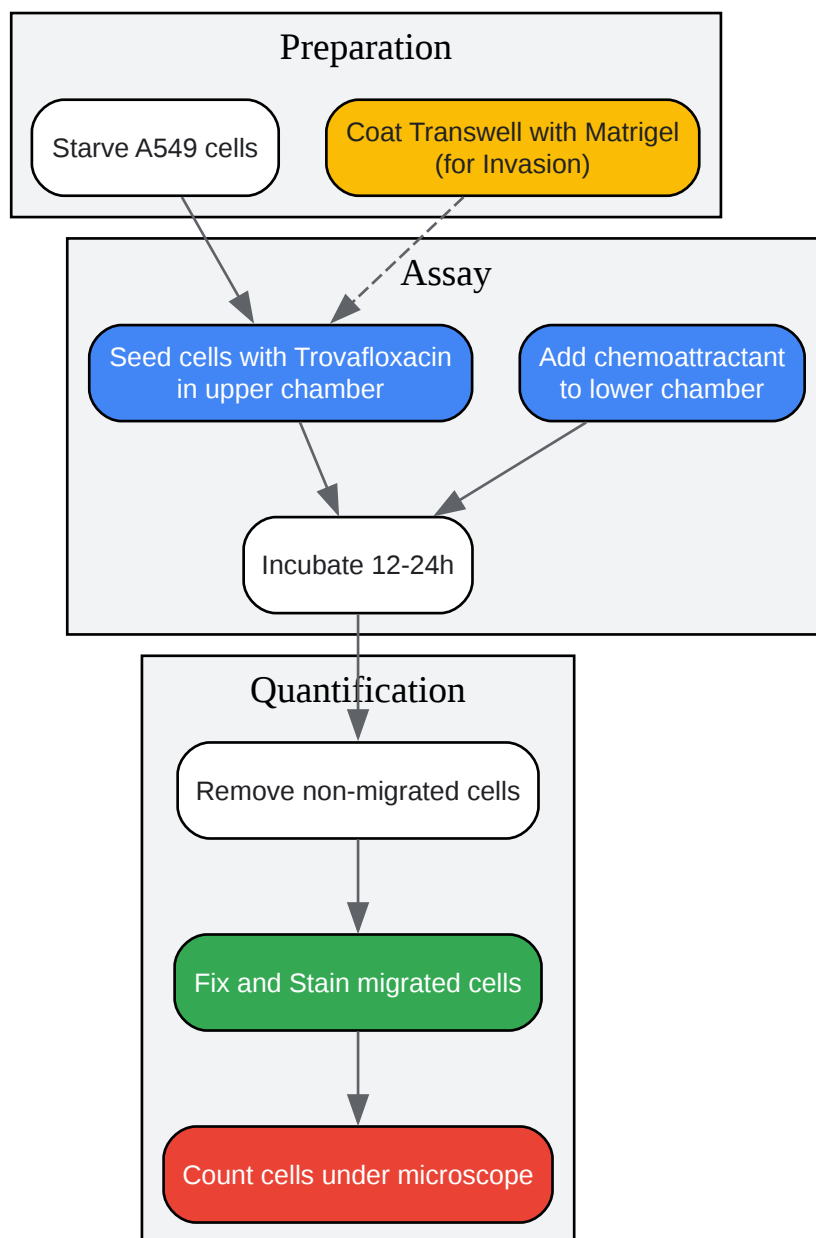 Preparation
Starve A549 cells
Coat Transwell with Matrigel
(for Invasion)
Assay
Seed cells with Trovafloxacin
in upper chamber
Add chemoattractant
to lower chamber
Incubate 12-24h
Quantification
Remove non-migrated cells
Fix and Stain migrated cells
Count cells under microscope